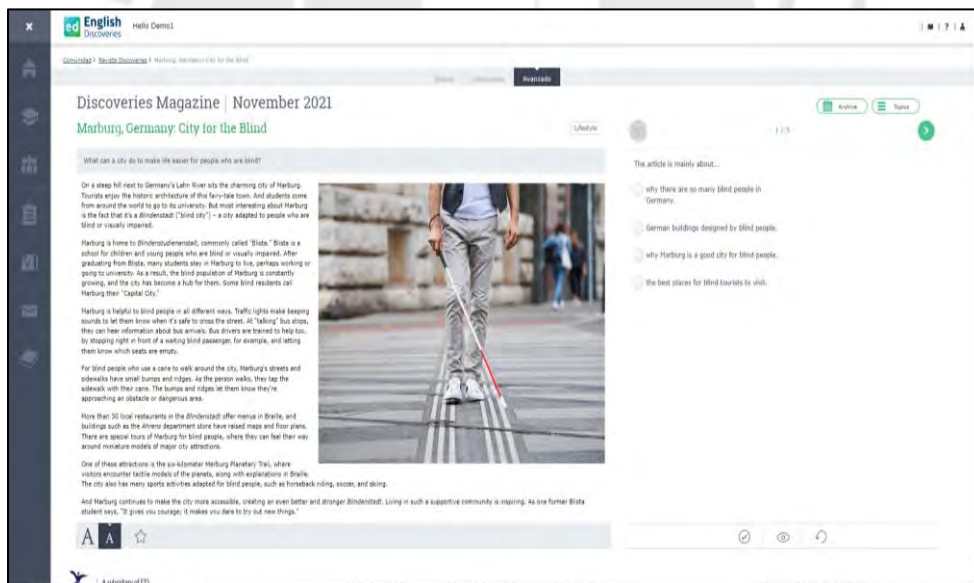 ed English
Discoveries
Hello Demo1
| ? |
Comunidad > Revista Discoveries > Marburg, Germany: City for the Blind
Avanzado
Discoveries Magazine | November 2021
Archive
Topics
Marburg, Germany: City for the Blind
Lifestyle
1 / 5
What can a city do to make life easier for people who are blind?
The article is mainly about...
why there are so many blind people in
Germany.
German buildings designed by blind people.
why Marburg is a good city for blind people.
the best places for blind tourists to visit.
On a steep hill next to Germany's Lahn River sits the charming city of Marburg.
Tourists enjoy the historic architecture of this fairy-tale town. And students come
from around the world to go to its university. But most interesting about Marburg
is the fact that it's a Blindenstadt ("blind city") – a city adapted to people who are
blind or visually impaired.
Marburg is home to Blindenstudienanstalt, commonly called "Blista." Blista is a
school for children and young people who are blind or visually impaired. After
graduating from Blista, many students stay in Marburg to live, perhaps working or
going to university. As a result, the blind population of Marburg is constantly
growing, and the city has become a hub for them. Some blind residents call
Marburg their "Capital City."
Marburg is helpful to blind people in all different ways. Traffic lights make beeping
sounds to let them know when it's safe to cross the street. At "talking" bus stops,
they can hear information about bus arrivals. Bus drivers are trained to help too,
by stopping right in front of a waiting blind passenger, for example, and letting
them know which seats are empty.
For blind people who use a cane to walk around the city, Marburg's streets and
sidewalks have small bumps and ridges. As the person walks, they tap the
sidewalk with their cane. The bumps and ridges let them know they're
approaching an obstacle or dangerous area.
More than 30 local restaurants in the Blindenstadt offer menus in Braille, and
buildings such as the Ahrens department store have raised maps and floor plans.
There are special tours of Marburg for blind people, where they can feel their way
around miniature models of major city attractions.
One of these attractions is the six-kilometer Marburg Planetary Trail, where
visitors encounter tactile models of the planets, along with explanations in Braille.
The city also has many sports activities adapted for blind people, such as horseback riding, soccer, and skiing.
And Marburg continues to make the city more accessible, creating an even better and stronger Blindenstadt. Living in such a supportive community is inspiring. As one former Blista
student says, "It gives you courage; it makes you dare to try out new things."
A A
A subsidiary of ETS